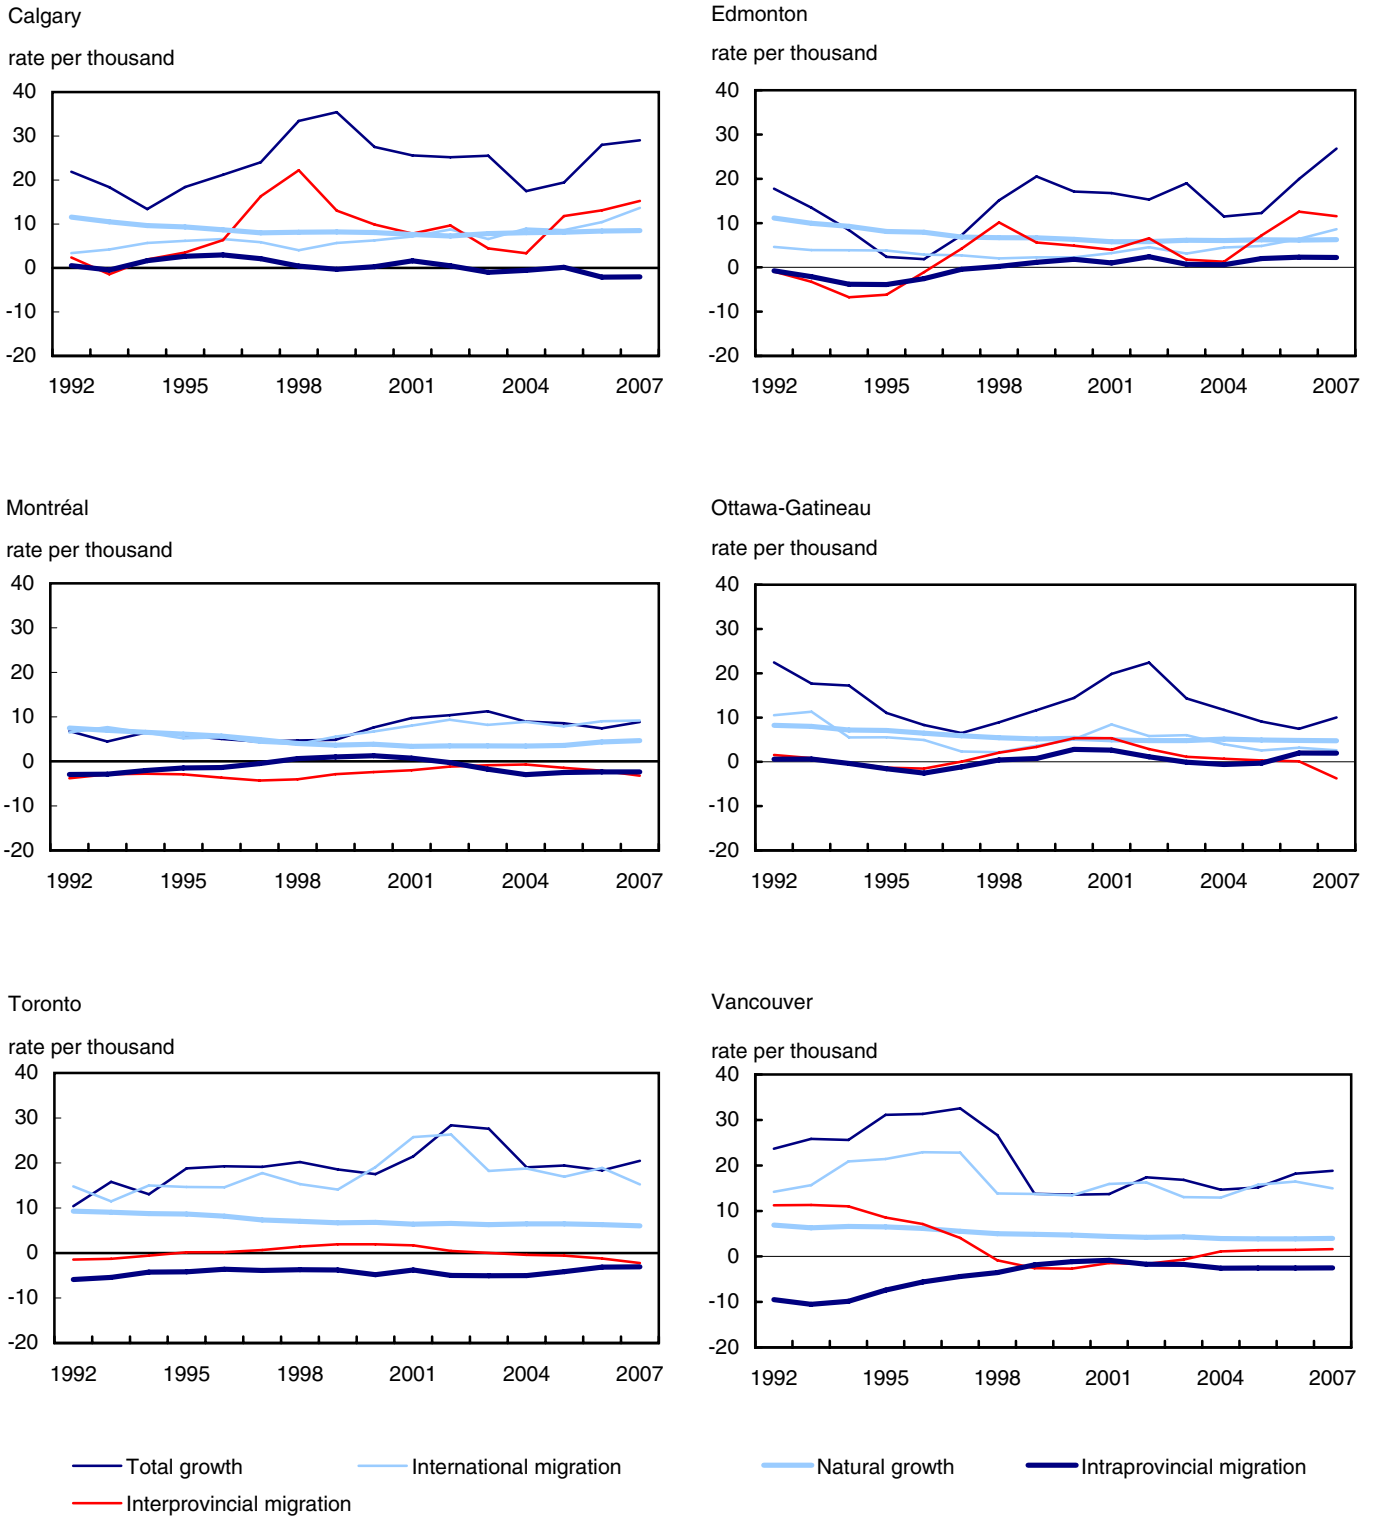 Calgary
rate per thousand
40
30
20
10
0
-10
-20
1992 1995 1998 2001 2004 2007
Edmonton
rate per thousand
40
30
20
10
0
-10
-20
1992 1995 1998 2001 2004 2007
Montréal
rate per thousand
40
30
20
10
0
-10
-20
1992 1995 1998 2001 2004 2007
Ottawa-Gatineau
rate per thousand
40
30
20
10
0
-10
-20
1992 1995 1998 2001 2004 2007
Toronto
rate per thousand
40
30
20
10
0
-10
-20
1992 1995 1998 2001 2004 2007
Vancouver
rate per thousand
40
30
20
10
0
-10
-20
1992 1995 1998 2001 2004 2007
Total growth International migration Natural growth Intraprovincial migration
Interprovincial migration